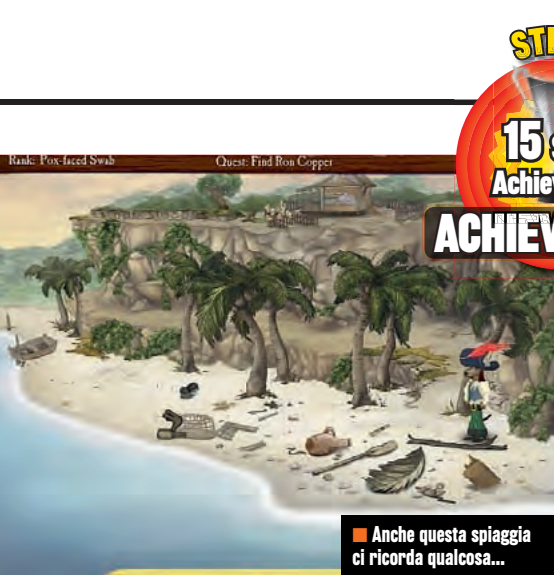 Rank: Pox-faced Swab
Quest: Find Ron Copper
15
ACHIEV
Anche questa spiaggia
ci ricorda qualcosa...